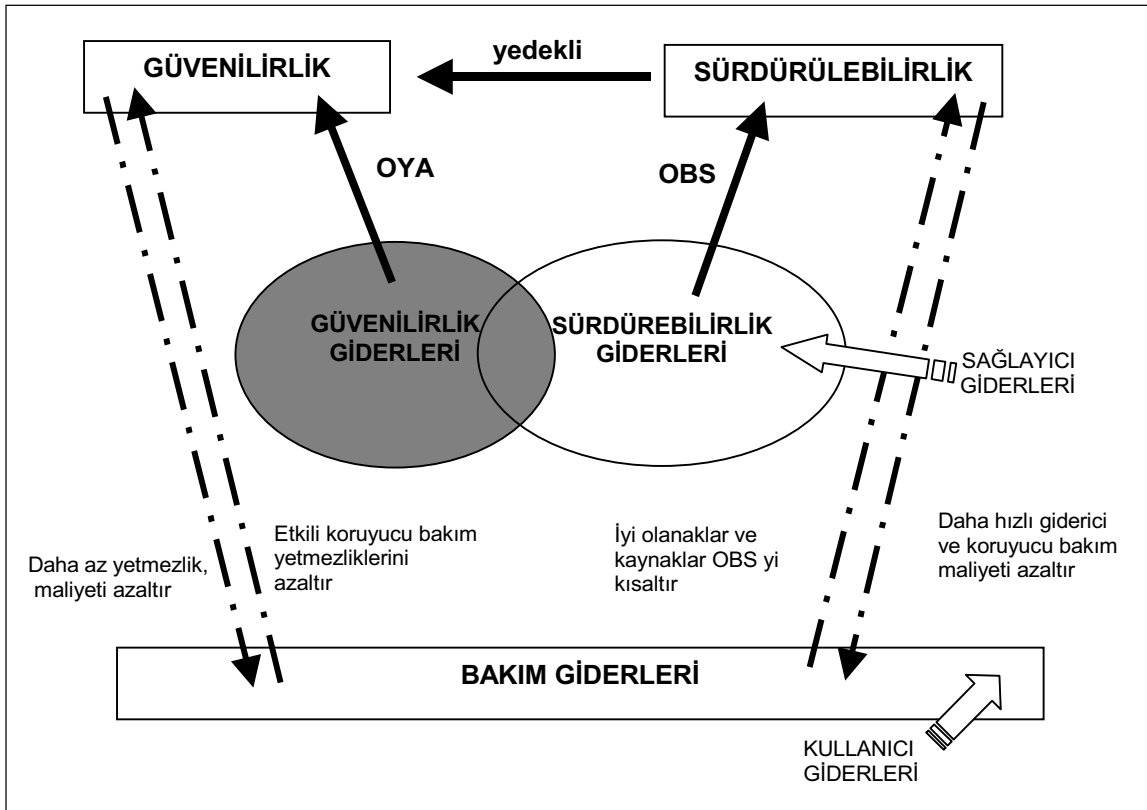 GÜVENİLİRLİK
yedekli
SÜRDÜRÜLEBİLİRLİK
OYA
OBS
GÜVENİLİRLİK
GİDERLERİ
SÜRDÜREBİLİRLİK
GİDERLERİ
SAĞLAYICI
GİDERLERİ
Daha az yetmezlik,
maliyeti azaltır
Etkili koruyucu bakım
yetmezliklerini
azaltır
İyi olanaklar ve
kaynaklar OBS yi
kısaltır
Daha hızlı giderici
ve koruyucu bakım
maliyeti azaltır
BAKIM GİDERLERİ
KULLANICI
GİDERLERİ